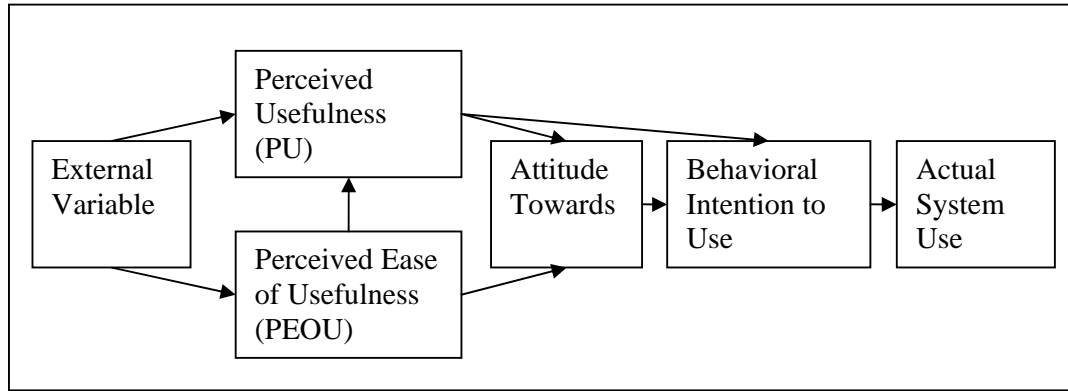 External
Variable
Perceived
Usefulness
(PU)
Perceived Ease
of Usefulness
(PEOU)
Attitude
Towards
Behavioral
Intention to
Use
Actual
System
Use